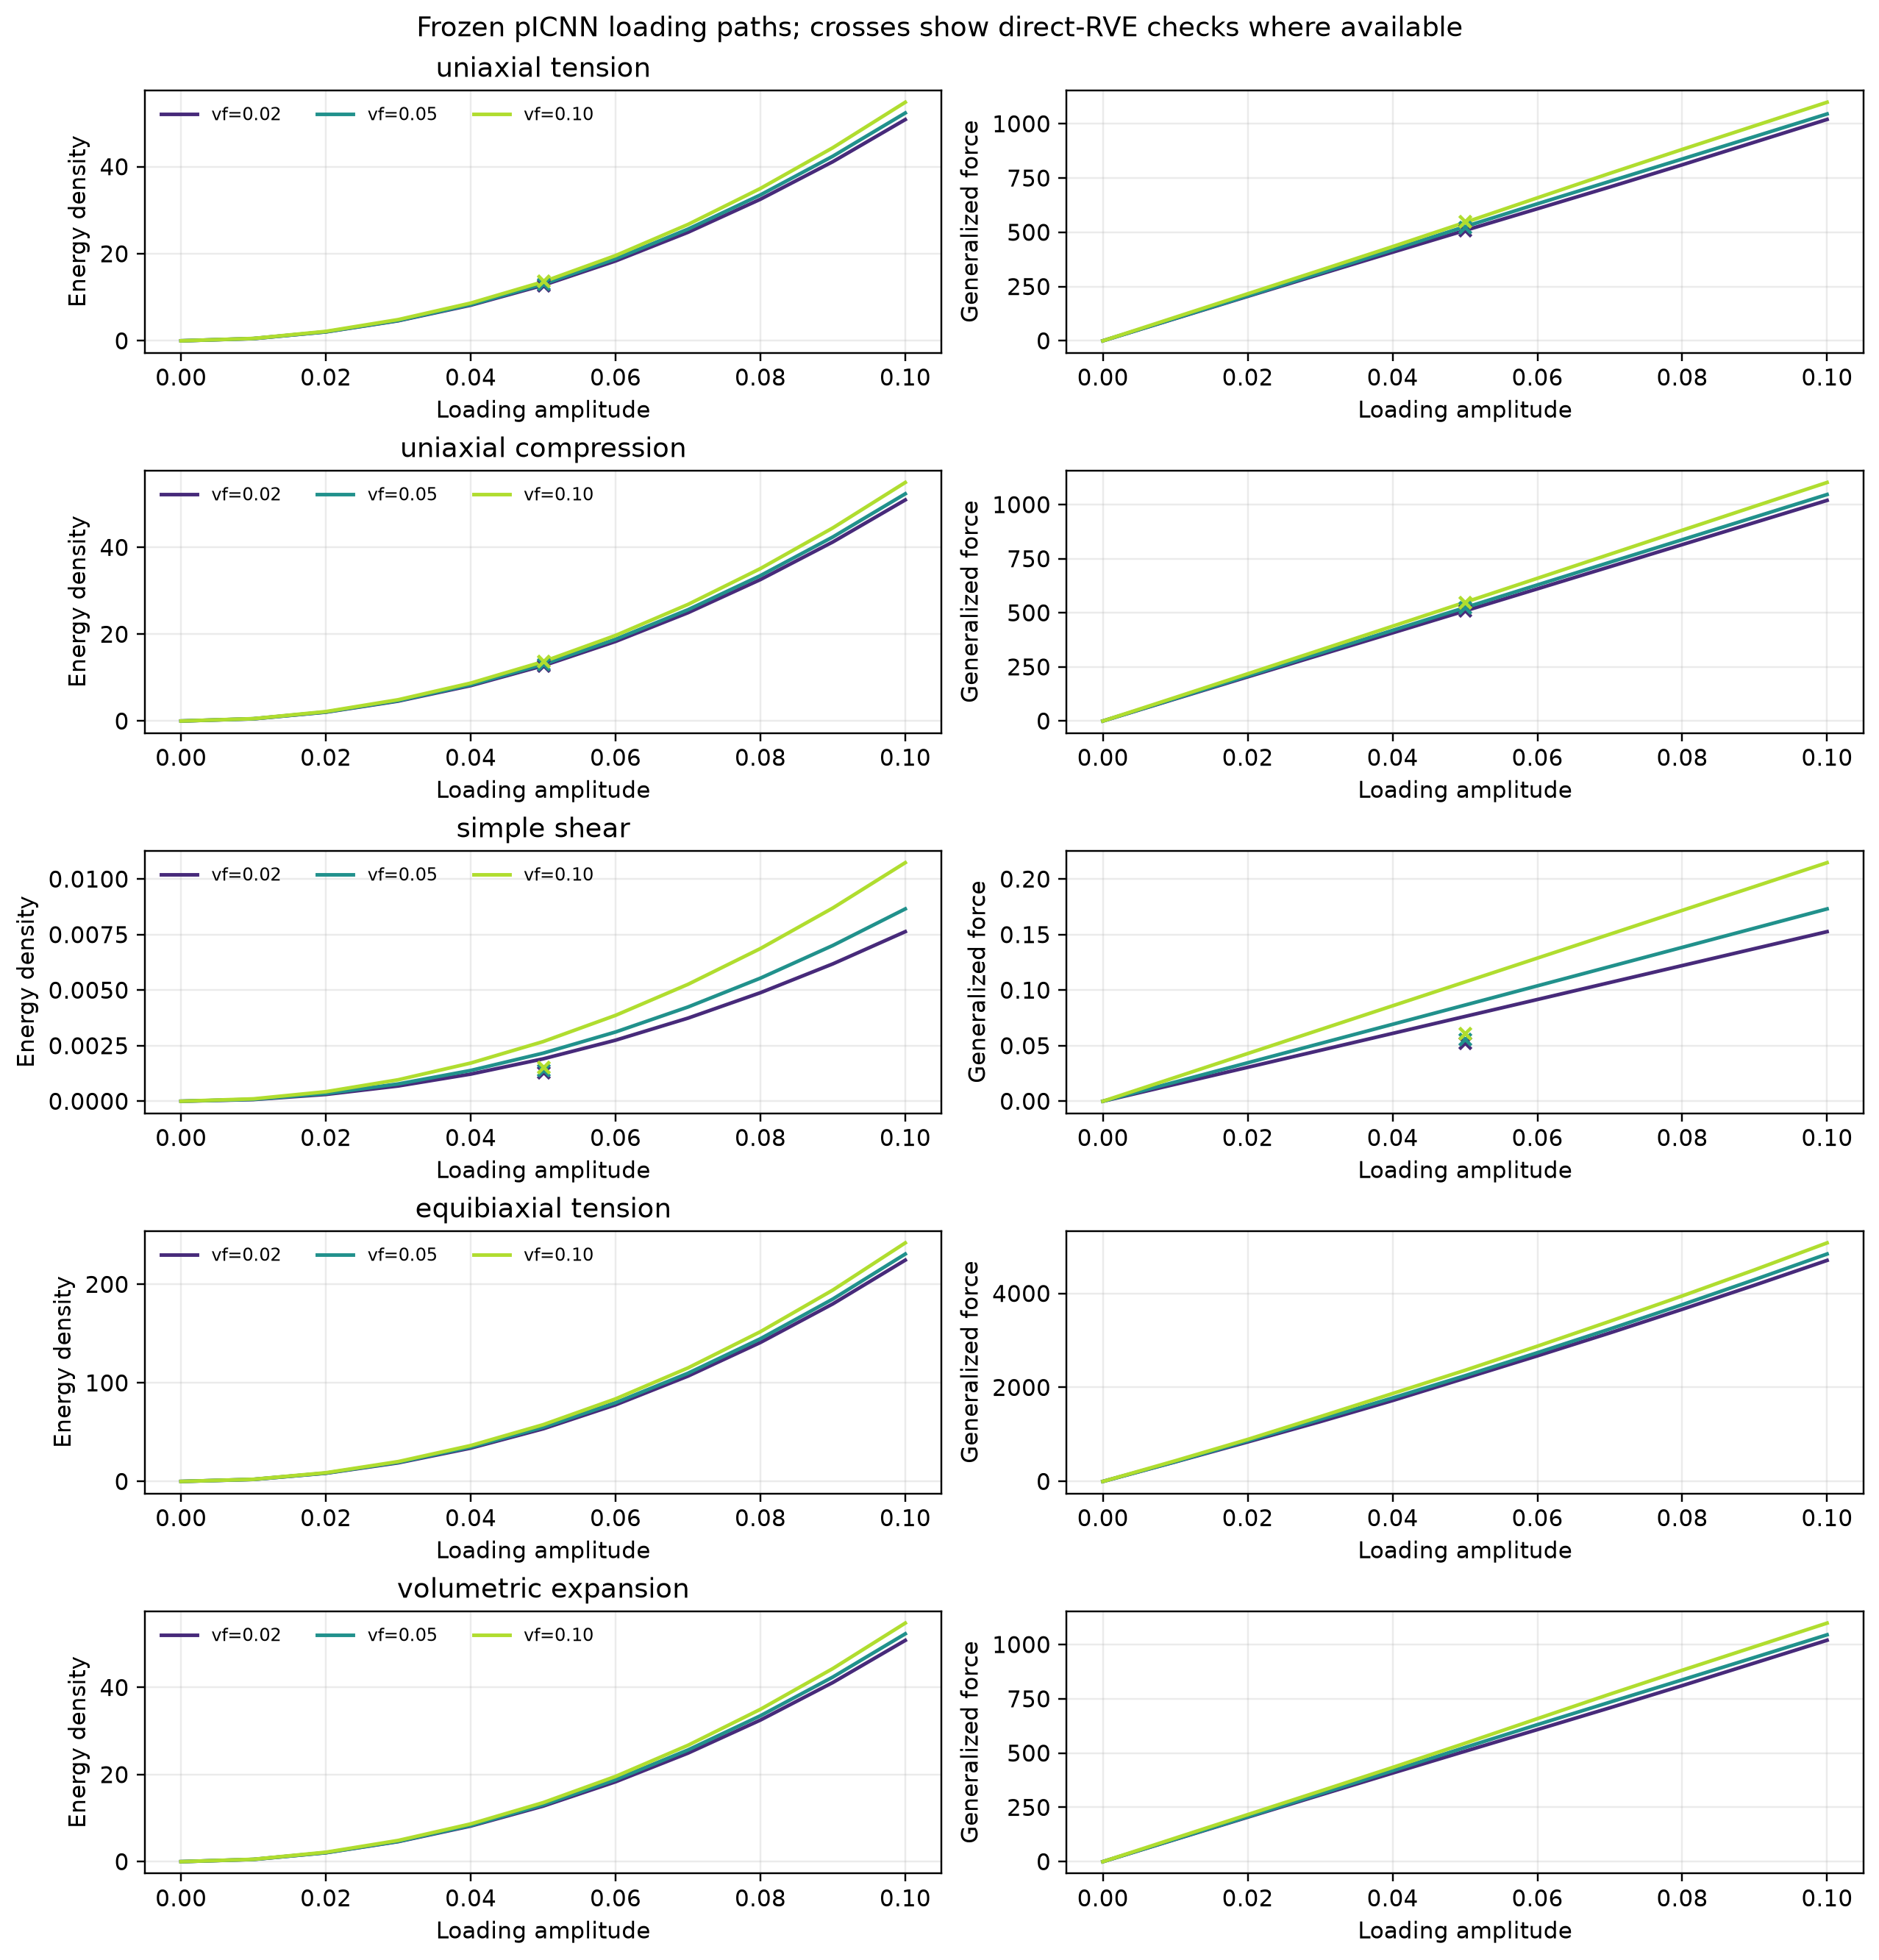 Frozen pICNN loading paths; crosses show direct-RVE checks where available
uniaxial tension
vf=0.02 vf=0.05 vf=0.10
Energy density
0
20
40
0.00 0.02 0.04 0.06 0.08 0.10
Loading amplitude
Generalized force
0
250
500
750
1000
0.00 0.02 0.04 0.06 0.08 0.10
Loading amplitude
uniaxial compression
vf=0.02 vf=0.05 vf=0.10
Energy density
0
20
40
0.00 0.02 0.04 0.06 0.08 0.10
Loading amplitude
Generalized force
0
250
500
750
1000
0.00 0.02 0.04 0.06 0.08 0.10
Loading amplitude
simple shear
vf=0.02 vf=0.05 vf=0.10
Energy density
0.0000
0.0025
0.0050
0.0075
0.0100
0.00 0.02 0.04 0.06 0.08 0.10
Loading amplitude
Generalized force
0.00
0.05
0.10
0.15
0.20
0.00 0.02 0.04 0.06 0.08 0.10
Loading amplitude
equibiaxial tension
vf=0.02 vf=0.05 vf=0.10
Energy density
0
100
200
0.00 0.02 0.04 0.06 0.08 0.10
Loading amplitude
Generalized force
0
2000
4000
0.00 0.02 0.04 0.06 0.08 0.10
Loading amplitude
volumetric expansion
vf=0.02 vf=0.05 vf=0.10
Energy density
0
20
40
0.00 0.02 0.04 0.06 0.08 0.10
Loading amplitude
Generalized force
0
250
500
750
1000
0.00 0.02 0.04 0.06 0.08 0.10
Loading amplitude